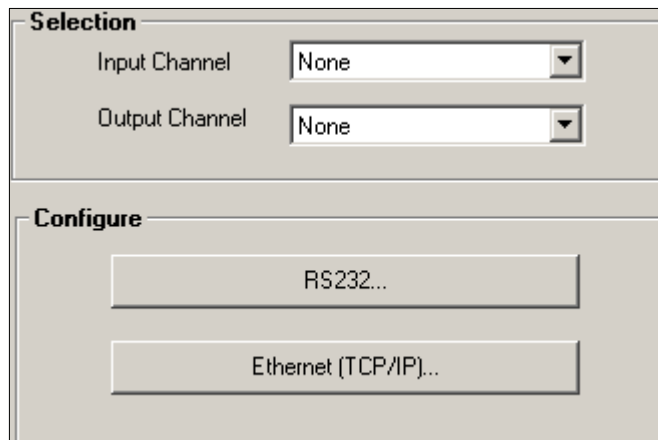 Selection
Input Channel None
Output Channel None
Configure
RS232...
Ethernet (TCP/IP)...